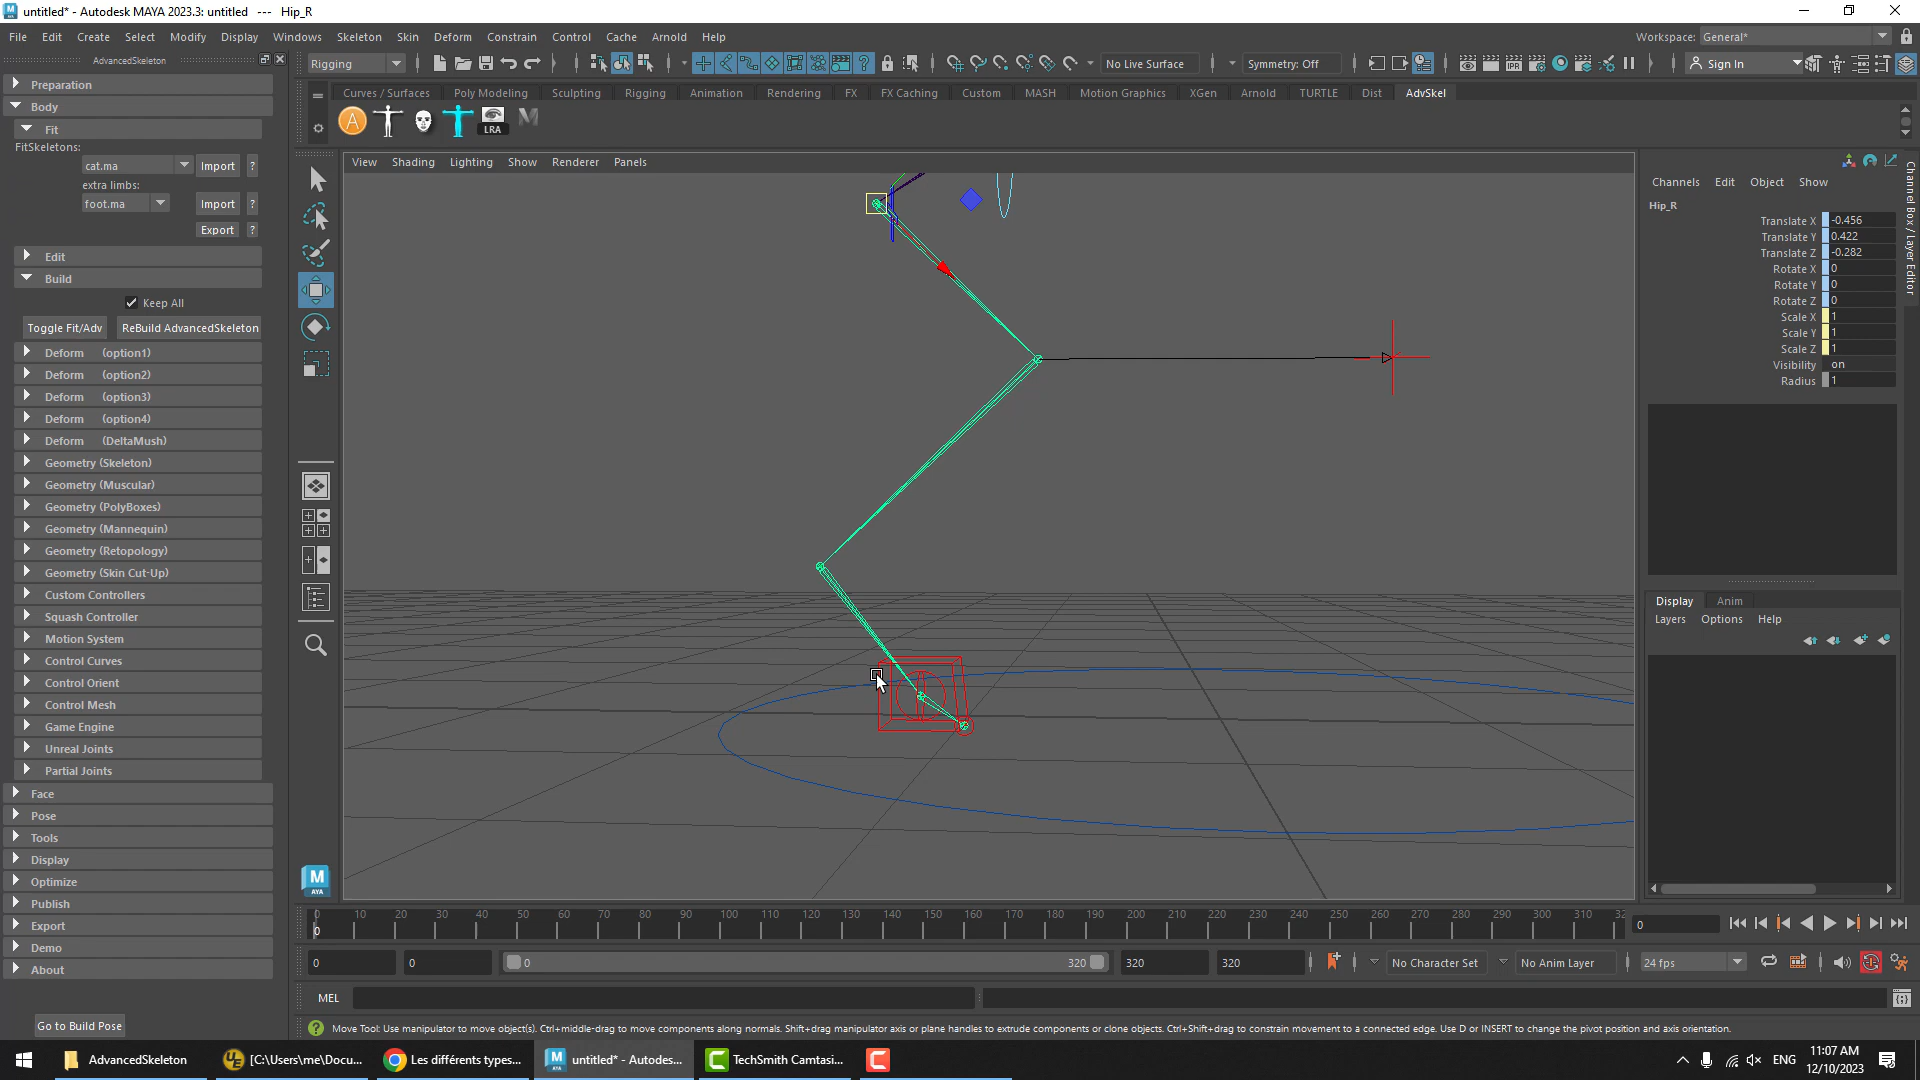 untitled* - Autodesk MAYA 2023.3: untitled --- Hip_R
File Edit Create Select Modify Display Windows Skeleton Skin Deform Constrain Control Cache Arnold Help
Workspace: General*
AdvancedSkeleton
Rigging
No Live Surface
Symmetry: Off
Sign In
Preparation
Body
Fit
FitSkeletons:
cat.ma Import ?
extra limbs:
foot.ma Import ?
Export ?
Edit
Build
Keep All
Toggle Fit/Adv ReBuild AdvancedSkeleton
Deform (option1)
Deform (option2)
Deform (option3)
Deform (option4)
Deform (DeltaMush)
Geometry (Skeleton)
Geometry (Muscular)
Geometry (PolyBoxes)
Geometry (Mannequin)
Geometry (Retopology)
Geometry (Skin Cut-Up)
Custom Controllers
Squash Controller
Motion System
Control Curves
Control Orient
Control Mesh
Game Engine
Unreal Joints
Partial Joints
Face
Pose
Tools
Display
Optimize
Publish
Export
Demo
About
Go to Build Pose
Curves / Surfaces Poly Modeling Sculpting Rigging Animation Rendering FX FX Caching Custom MASH Motion Graphics XGen Arnold TURTLE Dist AdvSkel
LRA
View Shading Lighting Show Renderer Panels
Channels Edit Object Show
Hip_R
Translate X -0.456
Translate Y 0.422
Translate Z -0.282
Rotate X 0
Rotate Y 0
Rotate Z 0
Scale X 1
Scale Y 1
Scale Z 1
Visibility on
Radius 1
Channel Box / Layer Editor
Display Anim
Layers Options Help
0 10 20 30 40 50 60 70 80 90 100 110 120 130 140 150 160 170 180 190 200 210 220 230 240 250 260 270 280 290 300 310 32
0
0
0 0 0 320 320 320
No Character Set No Anim Layer 24 fps
MEL
Move Tool: Use manipulator to move object(s). Ctrl+middle-drag to move components along normals. Shift+drag manipulator axis or plane handles to extrude components or clone objects. Ctrl+Shift+drag to constrain movement to a connected edge. Use D or INSERT to change the pivot position and axis orientation.
AdvancedSkeleton
[C:\Users\me\Docu...
Les différents types...
untitled* - Autodes...
TechSmith Camtasi...
ENG
11:07 AM
12/10/2023